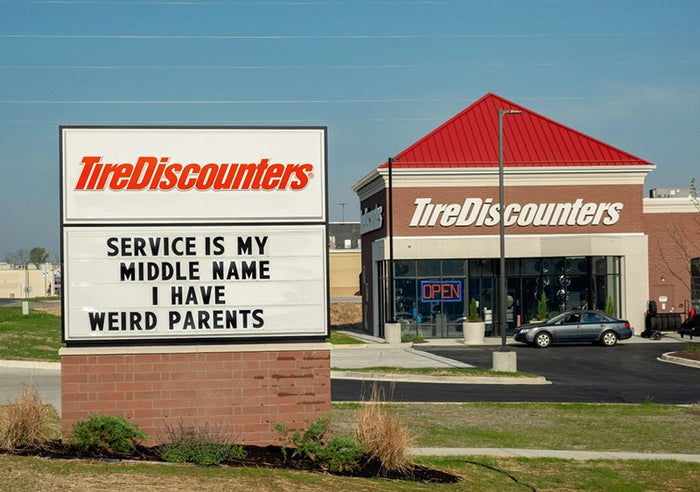 TireDiscounters
SERVICE IS MY
MIDDLE NAME
I HAVE
WEIRD PARENTS
TireDiscounters
OPEN